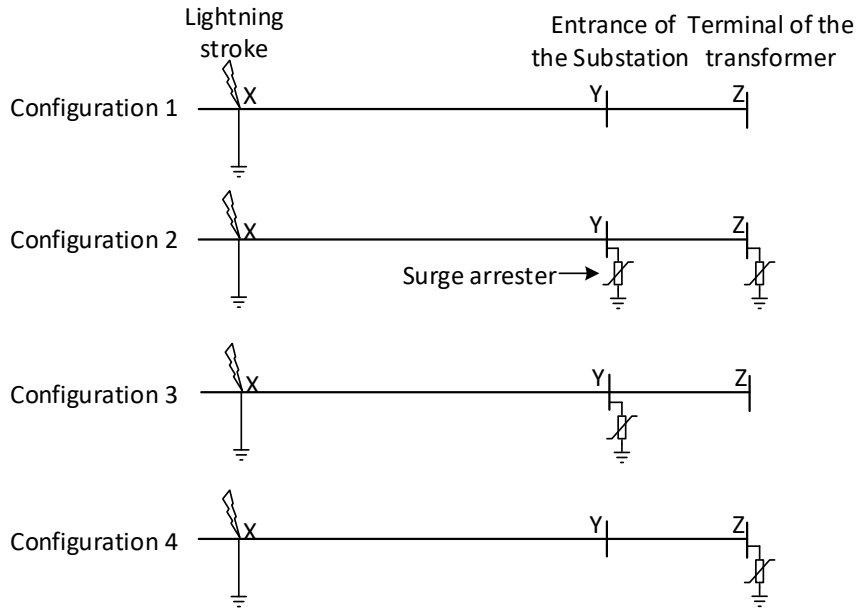 Lightning
stroke
Entrance of
the Substation
Terminal of the
transformer
Configuration 1
X
Y
Z
Configuration 2
X
Y
Z
Surge arrester
Configuration 3
X
Y
Z
Configuration 4
X
Y
Z